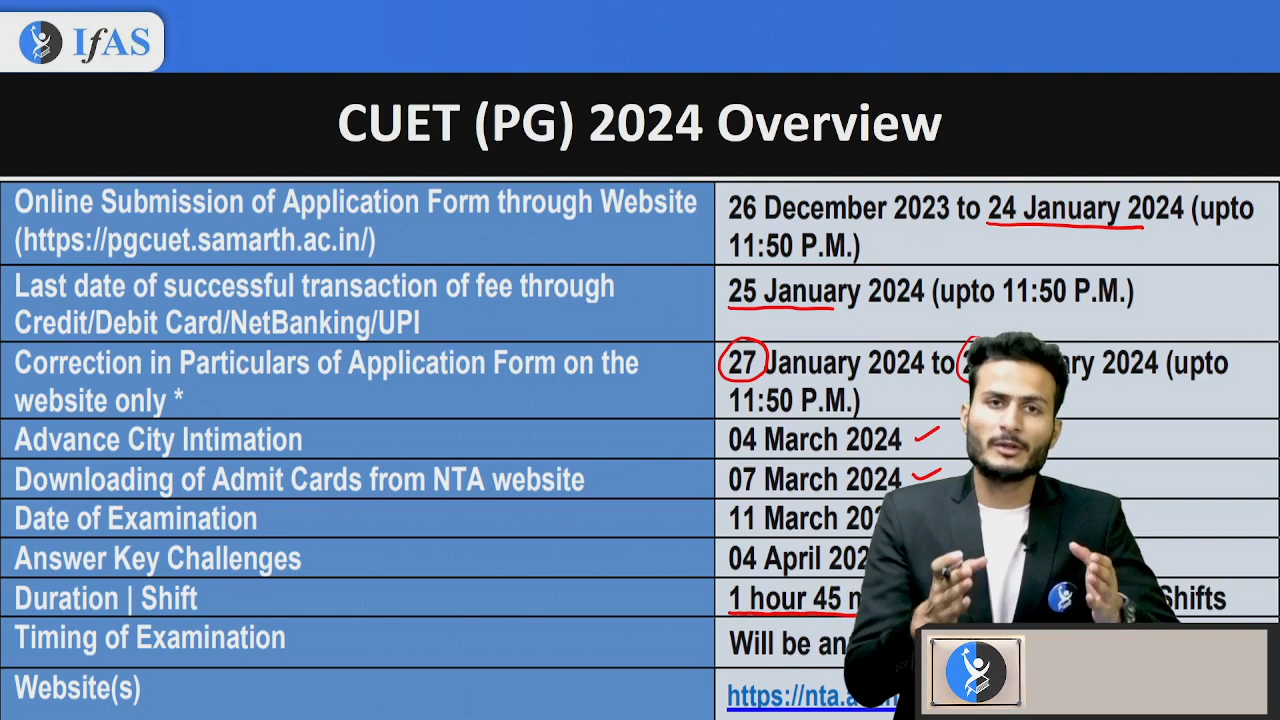 IfAS
CUET (PG) 2024 Overview
Online Submission of Application Form through Website
(https://pgcuet.samarth.ac.in/)
26 December 2023 to 24 January 2024 (upto
11:50 P.M.)
Last date of successful transaction of fee through
Credit/Debit Card/NetBanking/UPI
25 January 2024 (upto 11:50 P.M.)
Correction in Particulars of Application Form on the
website only *
27 January 2024 to 2024 (upto
11:50 P.M.)
Advance City Intimation
04 March 2024
Downloading of Admit Cards from NTA website
07 March 2024
Date of Examination
11 March
Answer Key Challenges
04 April
Duration | Shift
1 hour 45 Shifts
Timing of Examination
Will be
Website(s)
https://nta.a